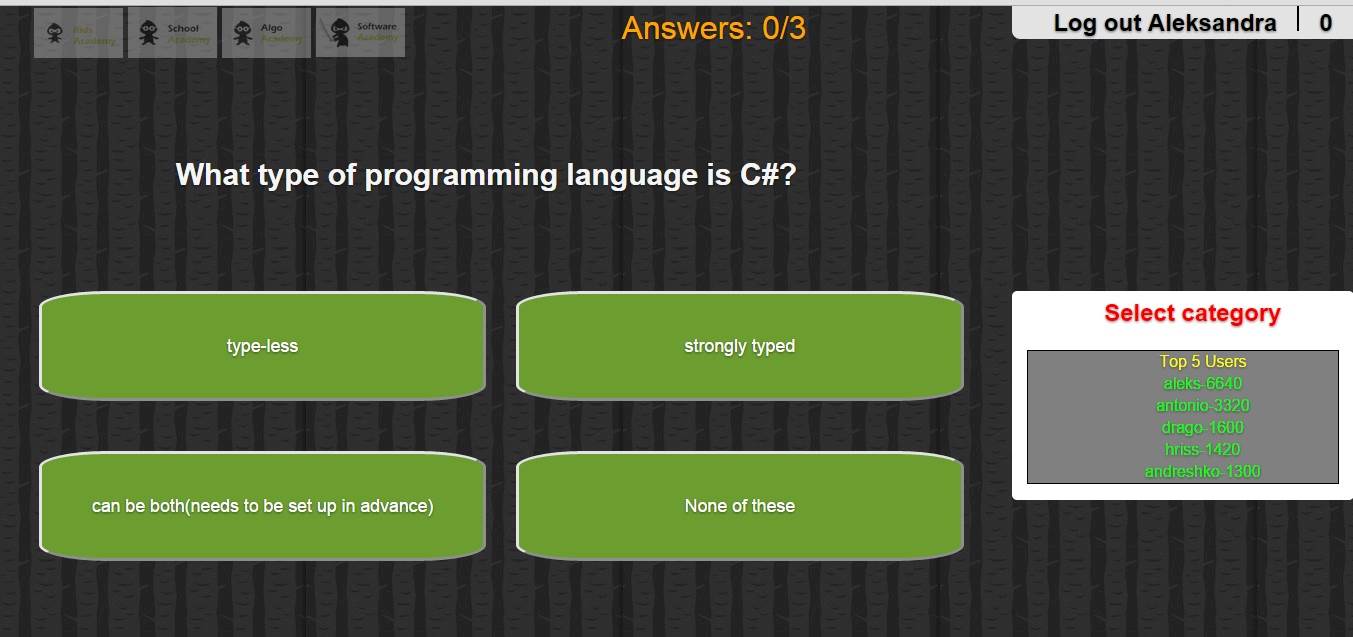 Kids
Academy
School
Academy
Algo
Academy
Software
Academy
Answers: 0/3
Log out Aleksandra
0
What type of programming language is C#?
type-less
strongly typed
can be both(needs to be set up in advance)
None of these
Select category
Top 5 Users
aleks-6640
antonio-3320
drago-1600
hriss-1420
andreshko-1300